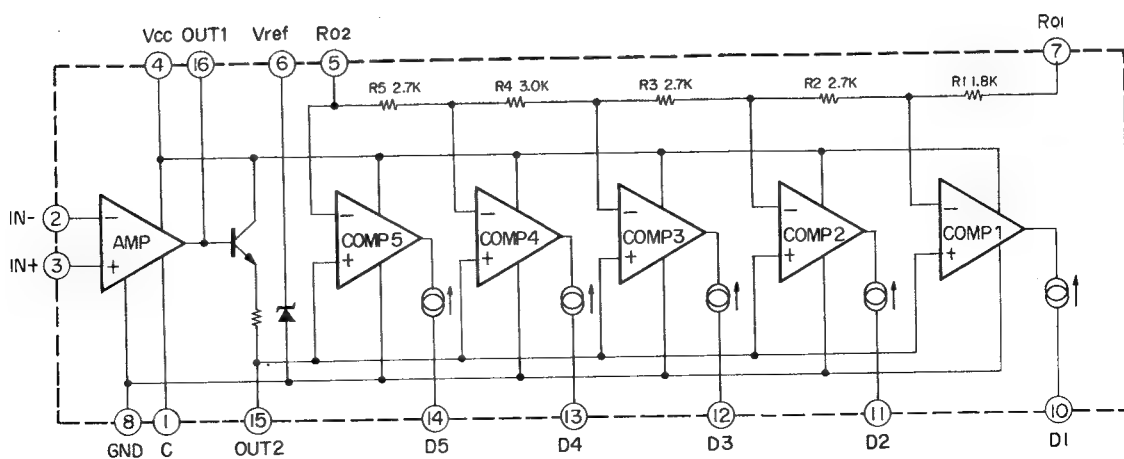 Vcc OUT1 Vref RO2 RO1
4 16 6 5 7
R5 2.7K R4 3.0K R3 2.7K R2 2.7K R1 1.8K
IN- 2 − AMP
IN+ 3 +
− COMP5 +
− COMP4 +
− COMP3 +
− COMP2 +
− COMP1 +
8 1 15 14 13 12 11 10
GND C OUT2 D5 D4 D3 D2 D1